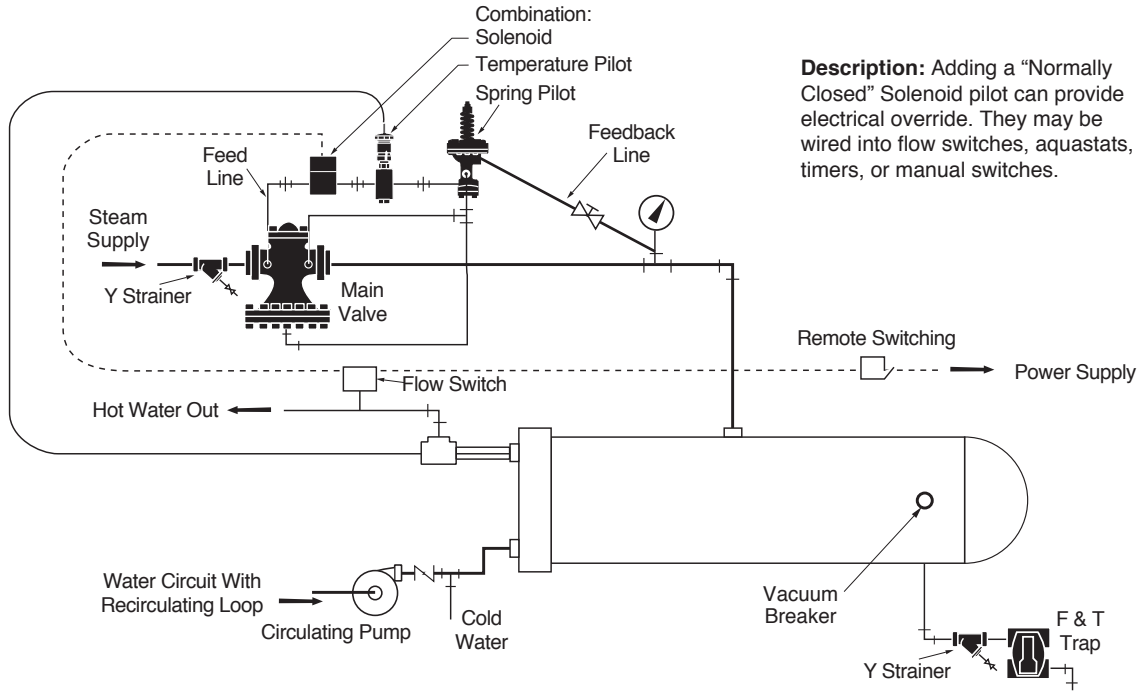 Combination:
Solenoid
Temperature Pilot
Spring Pilot
Description: Adding a “Normally
Closed” Solenoid pilot can provide
electrical override. They may be
wired into flow switches, aquastats,
timers, or manual switches.
Feedback
Line
Feed
Line
Steam
Supply
Y Strainer
Main
Valve
Remote Switching
Power Supply
Flow Switch
Hot Water Out
Water Circuit With
Recirculating Loop
Circulating Pump
Cold
Water
Vacuum
Breaker
F & T
Trap
Y Strainer